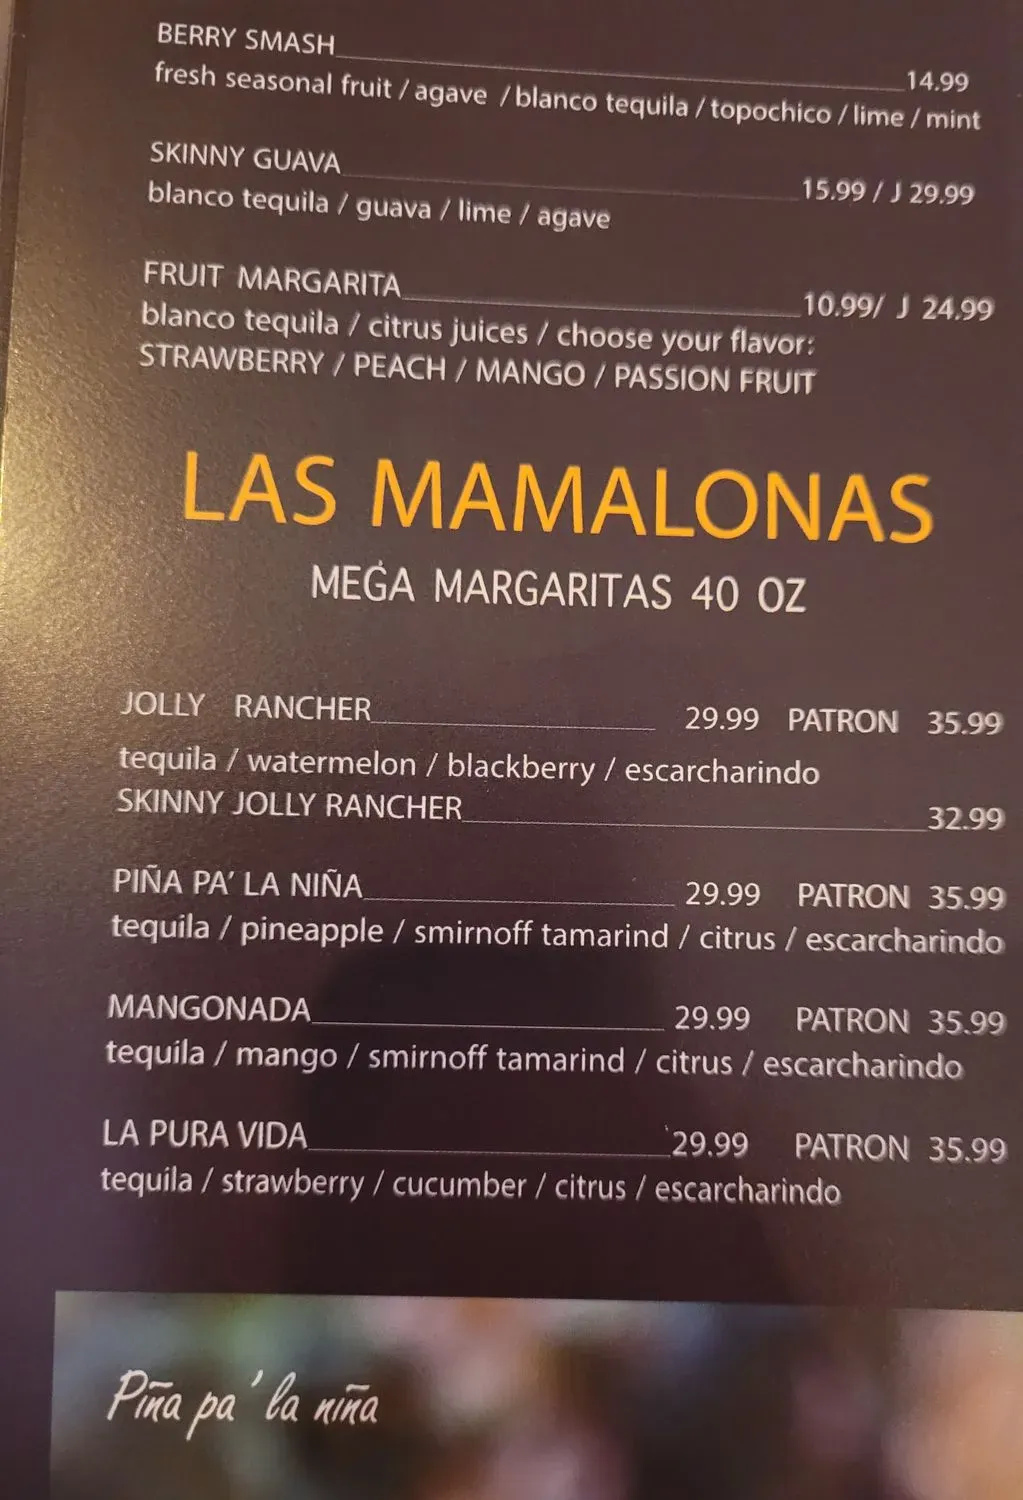 BERRY SMASH 14.99
fresh seasonal fruit / agave / blanco tequila / topochico / lime / mint
SKINNY GUAVA 15.99 / J 29.99
blanco tequila / guava / lime / agave
FRUIT MARGARITA 10.99/ J 24.99
blanco tequila / citrus juices / choose your flavor:
STRAWBERRY / PEACH / MANGO / PASSION FRUIT
LAS MAMALONAS
MEGA MARGARITAS 40 OZ
JOLLY RANCHER 29.99 PATRON 35.99
tequila / watermelon / blackberry / escarcharindo
SKINNY JOLLY RANCHER 32.99
PIÑA PA' LA NIÑA 29.99 PATRON 35.99
tequila / pineapple / smirnoff tamarind / citrus / escarcharindo
MANGONADA 29.99 PATRON 35.99
tequila / mango / smirnoff tamarind / citrus / escarcharindo
LA PURA VIDA 29.99 PATRON 35.99
tequila / strawberry / cucumber / citrus / escarcharindo
Piña pa' la niña